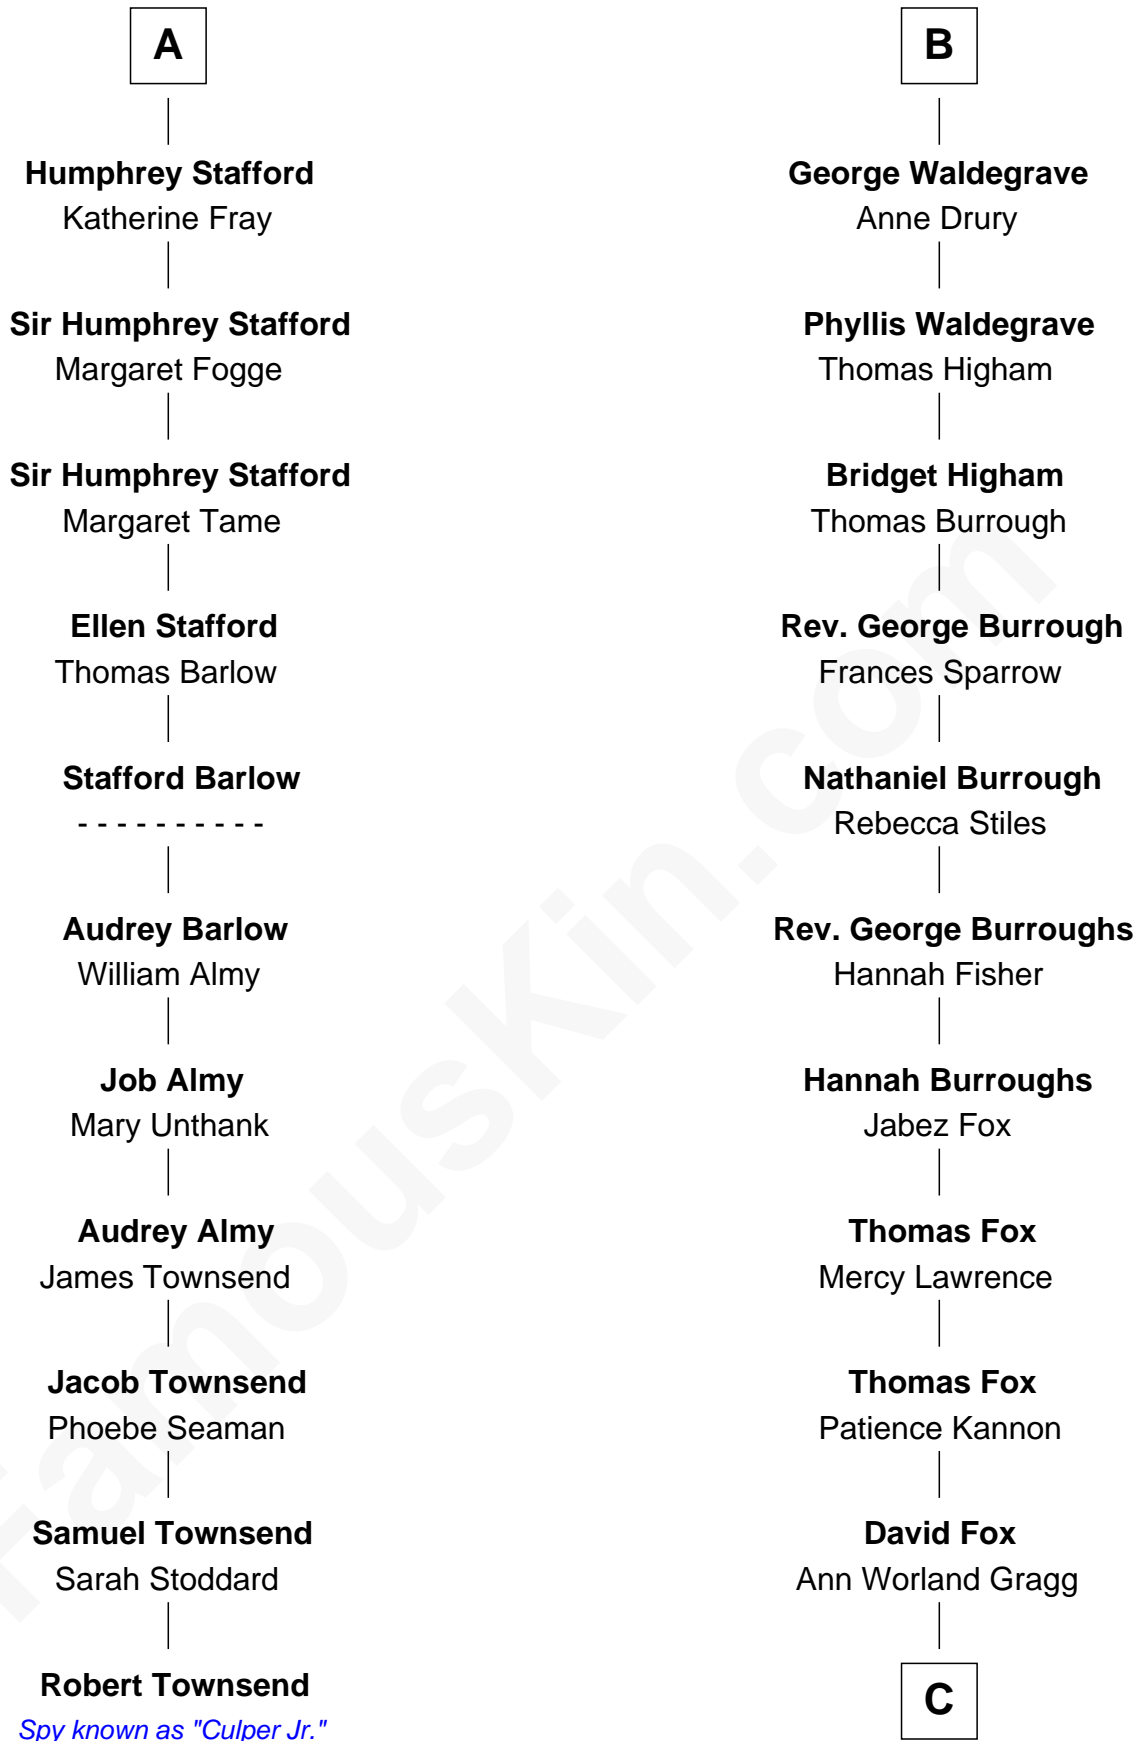 A
Humphrey Stafford
Katherine Fray
Sir Humphrey Stafford
Margaret Fogge
Sir Humphrey Stafford
Margaret Tame
Ellen Stafford
Thomas Barlow
Stafford Barlow
- - - - - - - - - -
Audrey Barlow
William Almy
Job Almy
Mary Unthank
Audrey Almy
James Townsend
Jacob Townsend
Phoebe Seaman
Samuel Townsend
Sarah Stoddard
Robert Townsend
Spy known as "Culper Jr."
B
George Waldegrave
Anne Drury
Phyllis Waldegrave
Thomas Higham
Bridget Higham
Thomas Burrough
Rev. George Burrough
Frances Sparrow
Nathaniel Burrough
Rebecca Stiles
Rev. George Burroughs
Hannah Fisher
Hannah Burroughs
Jabez Fox
Thomas Fox
Mercy Lawrence
Thomas Fox
Patience Kannon
David Fox
Ann Worland Gragg
C
FamousKin.com